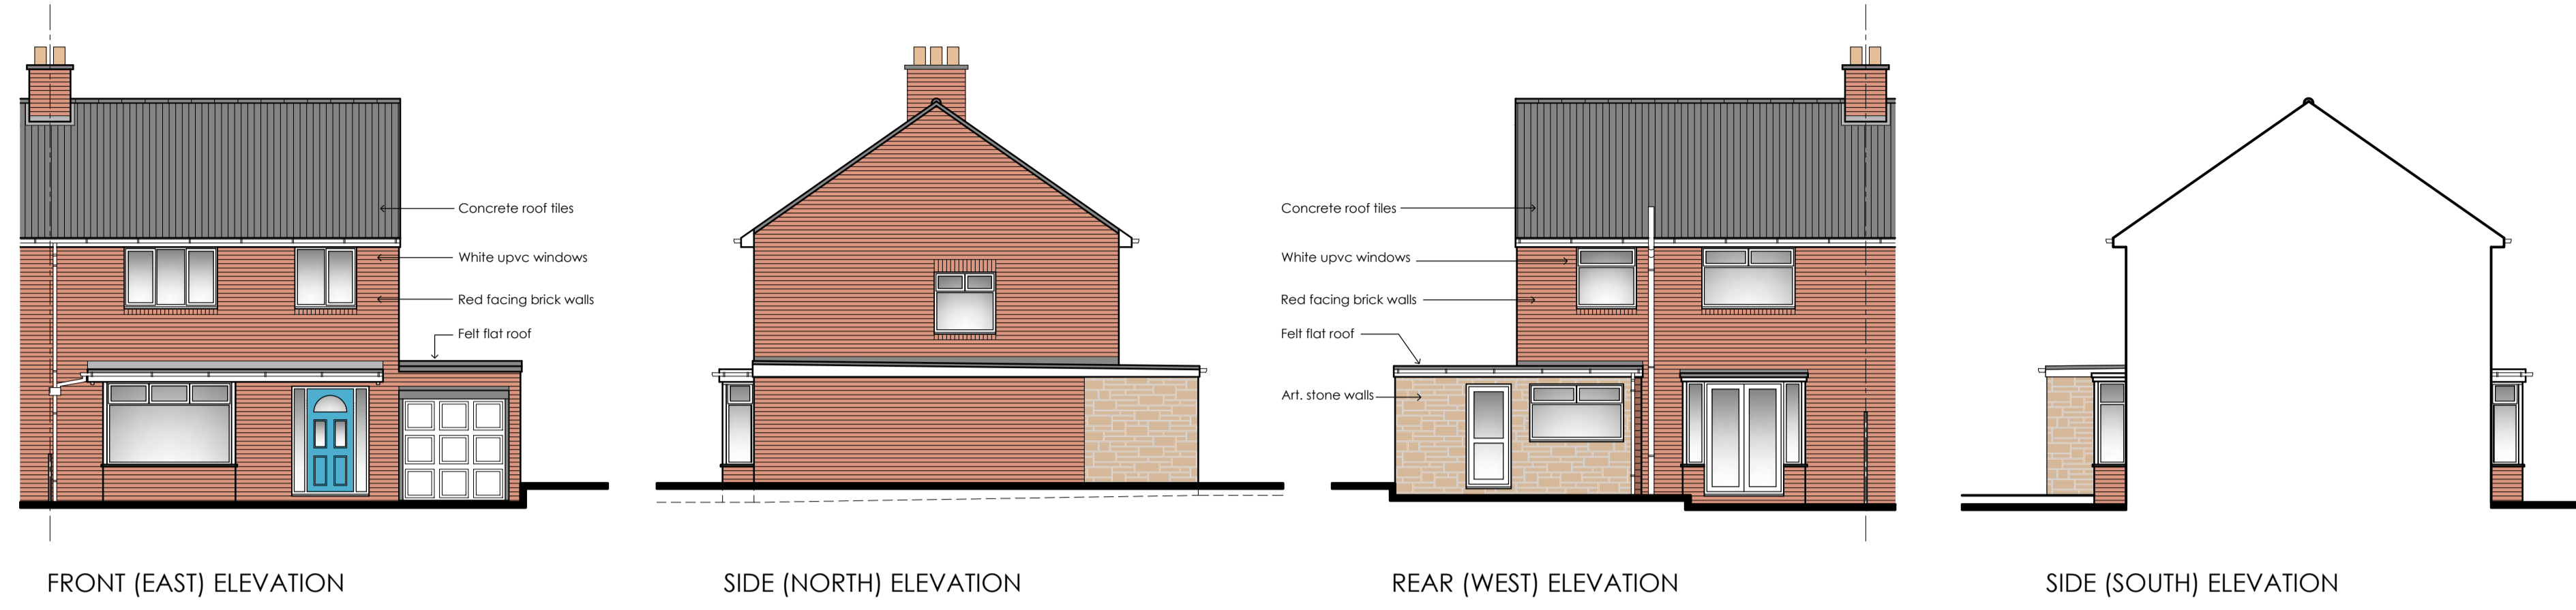 Concrete roof tiles
White upvc windows
Red facing brick walls
Felt flat roof
FRONT (EAST) ELEVATION
SIDE (NORTH) ELEVATION
Concrete roof tiles
White upvc windows
Red facing brick walls
Felt flat roof
Art. stone walls
REAR (WEST) ELEVATION
SIDE (SOUTH) ELEVATION